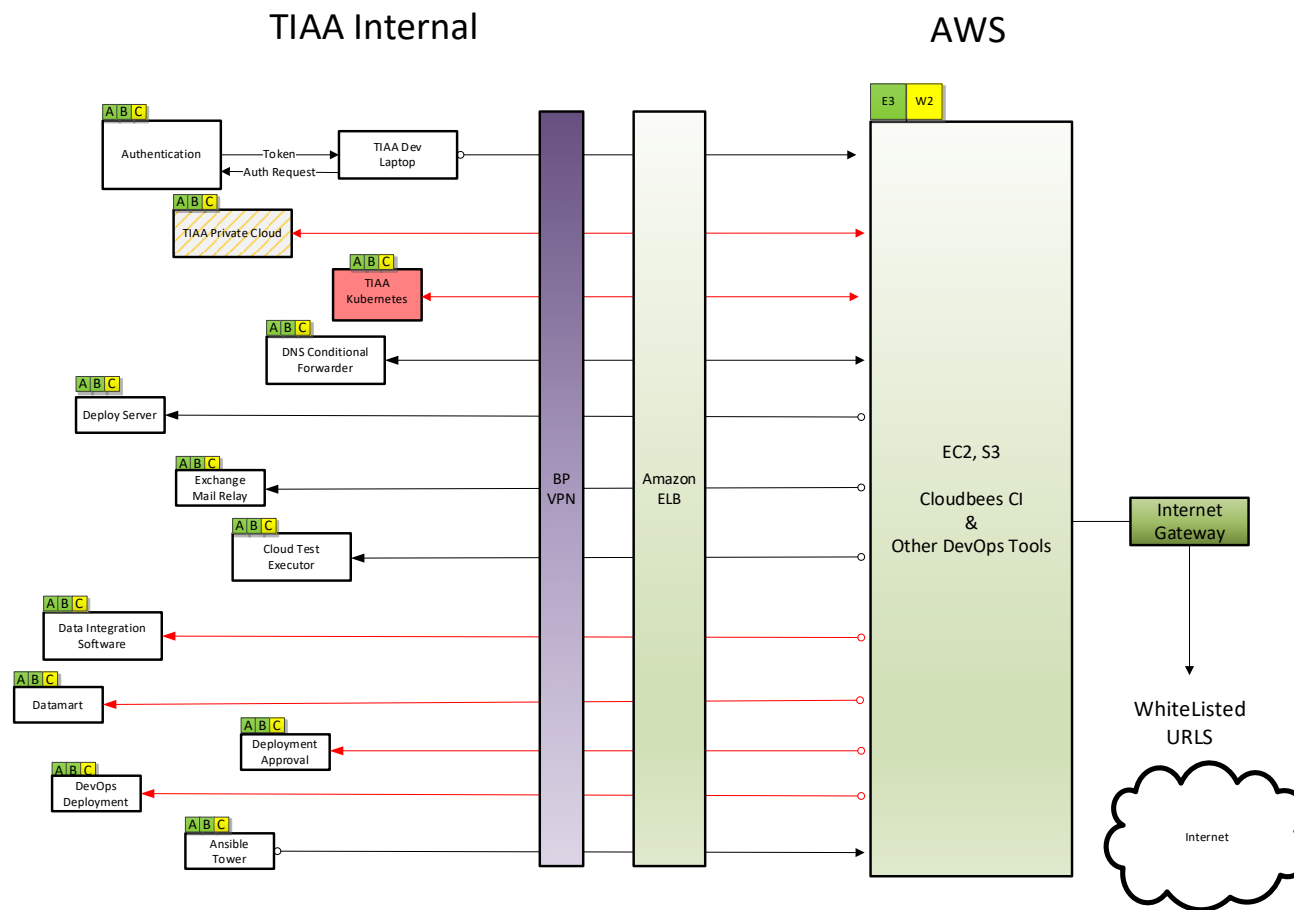 TIAA Internal
AWS
A B C
E3 W2
Authentication
Token
Auth Request
TIAA Dev
Laptop
A B C
TIAA Private Cloud
A B C
TIAA
Kubernetes
A B C
DNS Conditional
Forwarder
A B C
Deploy Server
A B C
Exchange
Mail Relay
A B C
Cloud Test
Executor
A B C
Data Integration
Software
A B C
Datamart
A B C
Deployment
Approval
A B C
DevOps
Deployment
A B C
Ansible
Tower
BP
VPN
Amazon
ELB
EC2, S3
Cloudbees CI
&
Other DevOps Tools
Internet
Gateway
WhiteListed
URLS
Internet